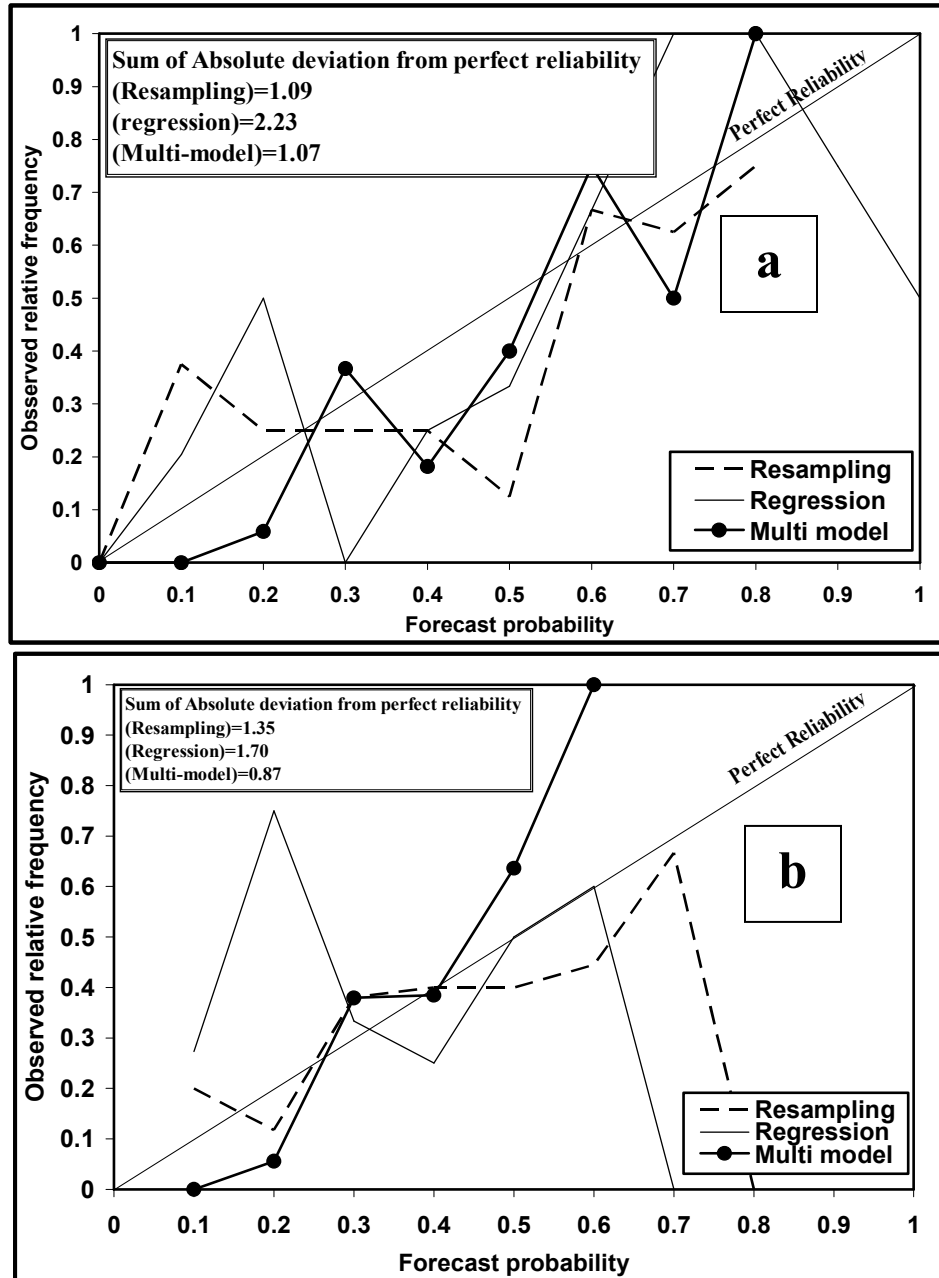 Sum of Absolute deviation from perfect reliability
(Resampling)=1.09
(regression)=2.23
(Multi-model)=1.07
Perfect Reliability
a
Obsserved relative frequency
1
0.9
0.8
0.7
0.6
0.5
0.4
0.3
0.2
0.1
0
Resampling
Regression
Multi model
0 0.1 0.2 0.3 0.4 0.5 0.6 0.7 0.8 0.9 1
Forecast probability
Sum of Absolute deviation from perfect reliability
(Resampling)=1.35
(Regression)=1.70
(Multi-model)=0.87
Perfect Reliability
b
Observed relative frequency
1
0.9
0.8
0.7
0.6
0.5
0.4
0.3
0.2
0.1
0
Resampling
Regression
Multi model
0 0.1 0.2 0.3 0.4 0.5 0.6 0.7 0.8 0.9 1
Forecast probability